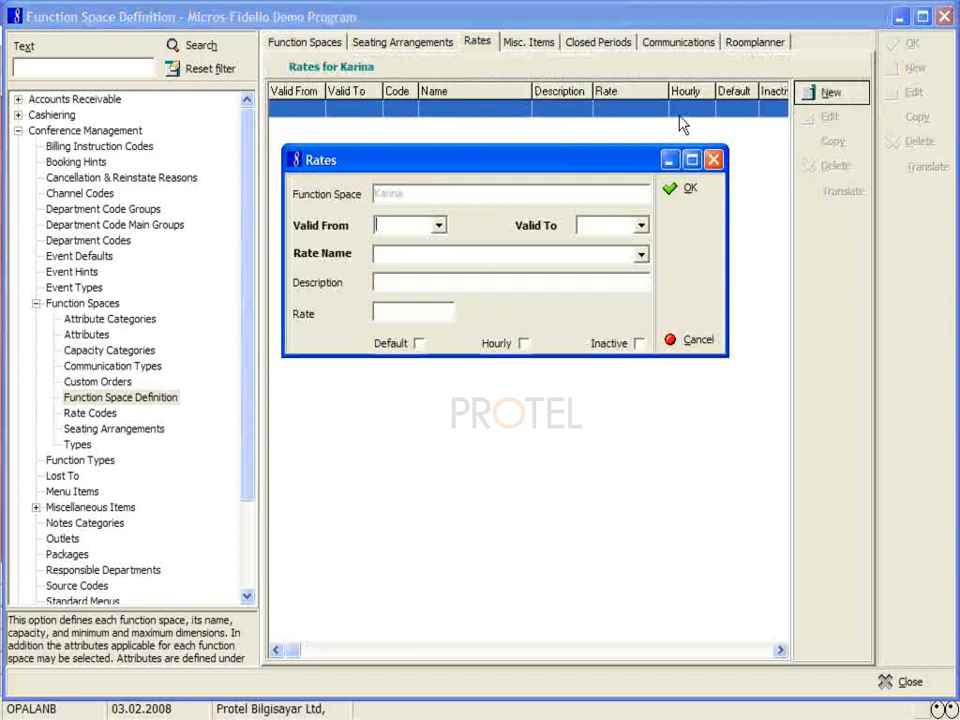 Function Space Definition - Micros-Fidelio Demo Program
Text
Search
Reset filter
Accounts Receivable
Cashiering
Conference Management
Billing Instruction Codes
Booking Hints
Cancellation & Reinstate Reasons
Channel Codes
Department Code Groups
Department Code Main Groups
Department Codes
Event Defaults
Event Hints
Event Types
Function Spaces
Attribute Categories
Attributes
Capacity Categories
Communication Types
Custom Orders
Function Space Definition
Rate Codes
Seating Arrangements
Types
Function Types
Lost To
Menu Items
Miscellaneous Items
Notes Categories
Outlets
Packages
Responsible Departments
Source Codes
Standard Menus
This option defines each function space, its name,
capacity, and minimum and maximum dimensions. In
addition the attributes applicable for each function
space may be selected. Attributes are defined under
Function Spaces Seating Arrangements Rates Misc. Items Closed Periods Communications Roomplanner
Rates for Karina
Valid From Valid To Code Name Description Rate Hourly Default Inacti
New
Edit
Copy
Delete
Translate
OK
New
Edit
Copy
Delete
Translate
Rates
Function Space Karina
OK
Valid From Valid To
Rate Name
Description
Rate
Default Hourly Inactive
Cancel
PROTEL
Close
OPALANB 03.02.2008 Protel Bilgisayar Ltd,